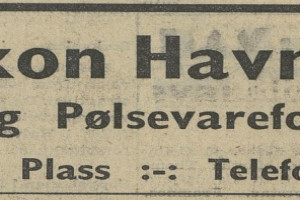 kon Havn
g Pølsevarefo
Plass :-: Telefo